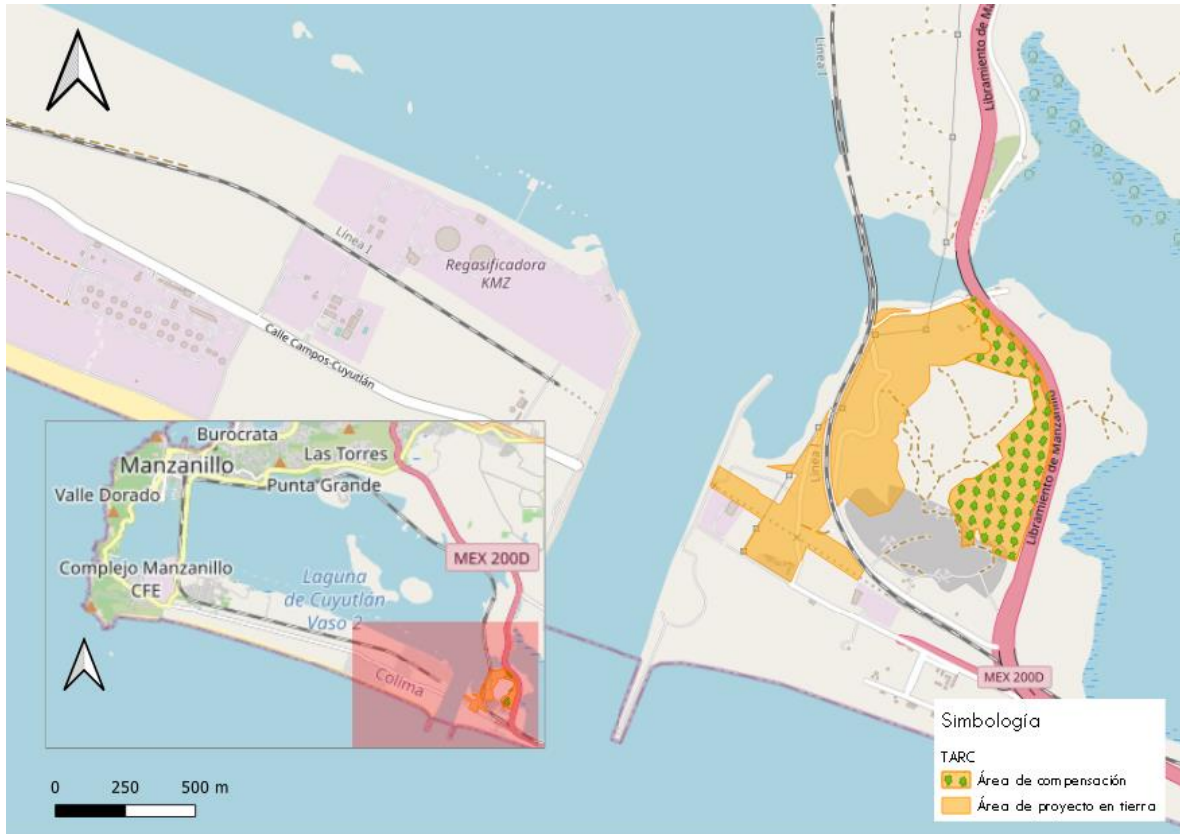 Línea I
Libramiento de Ma
Línea I
Regasificadora
KMZ
Calle Campos-Cuyutlán
Línea I
Libramiento de Manzanillo
MEX 200D
Burocrata
Manzanillo
Las Torres
Valle Dorado
Punta Grande
MEX 200D
Complejo Manzanillo
CFE
Laguna
de Cuyutlán
Vaso 2
Colima
0 250 500 m
Simbología
TARC
Área de compensación
Área de proyecto en tierra